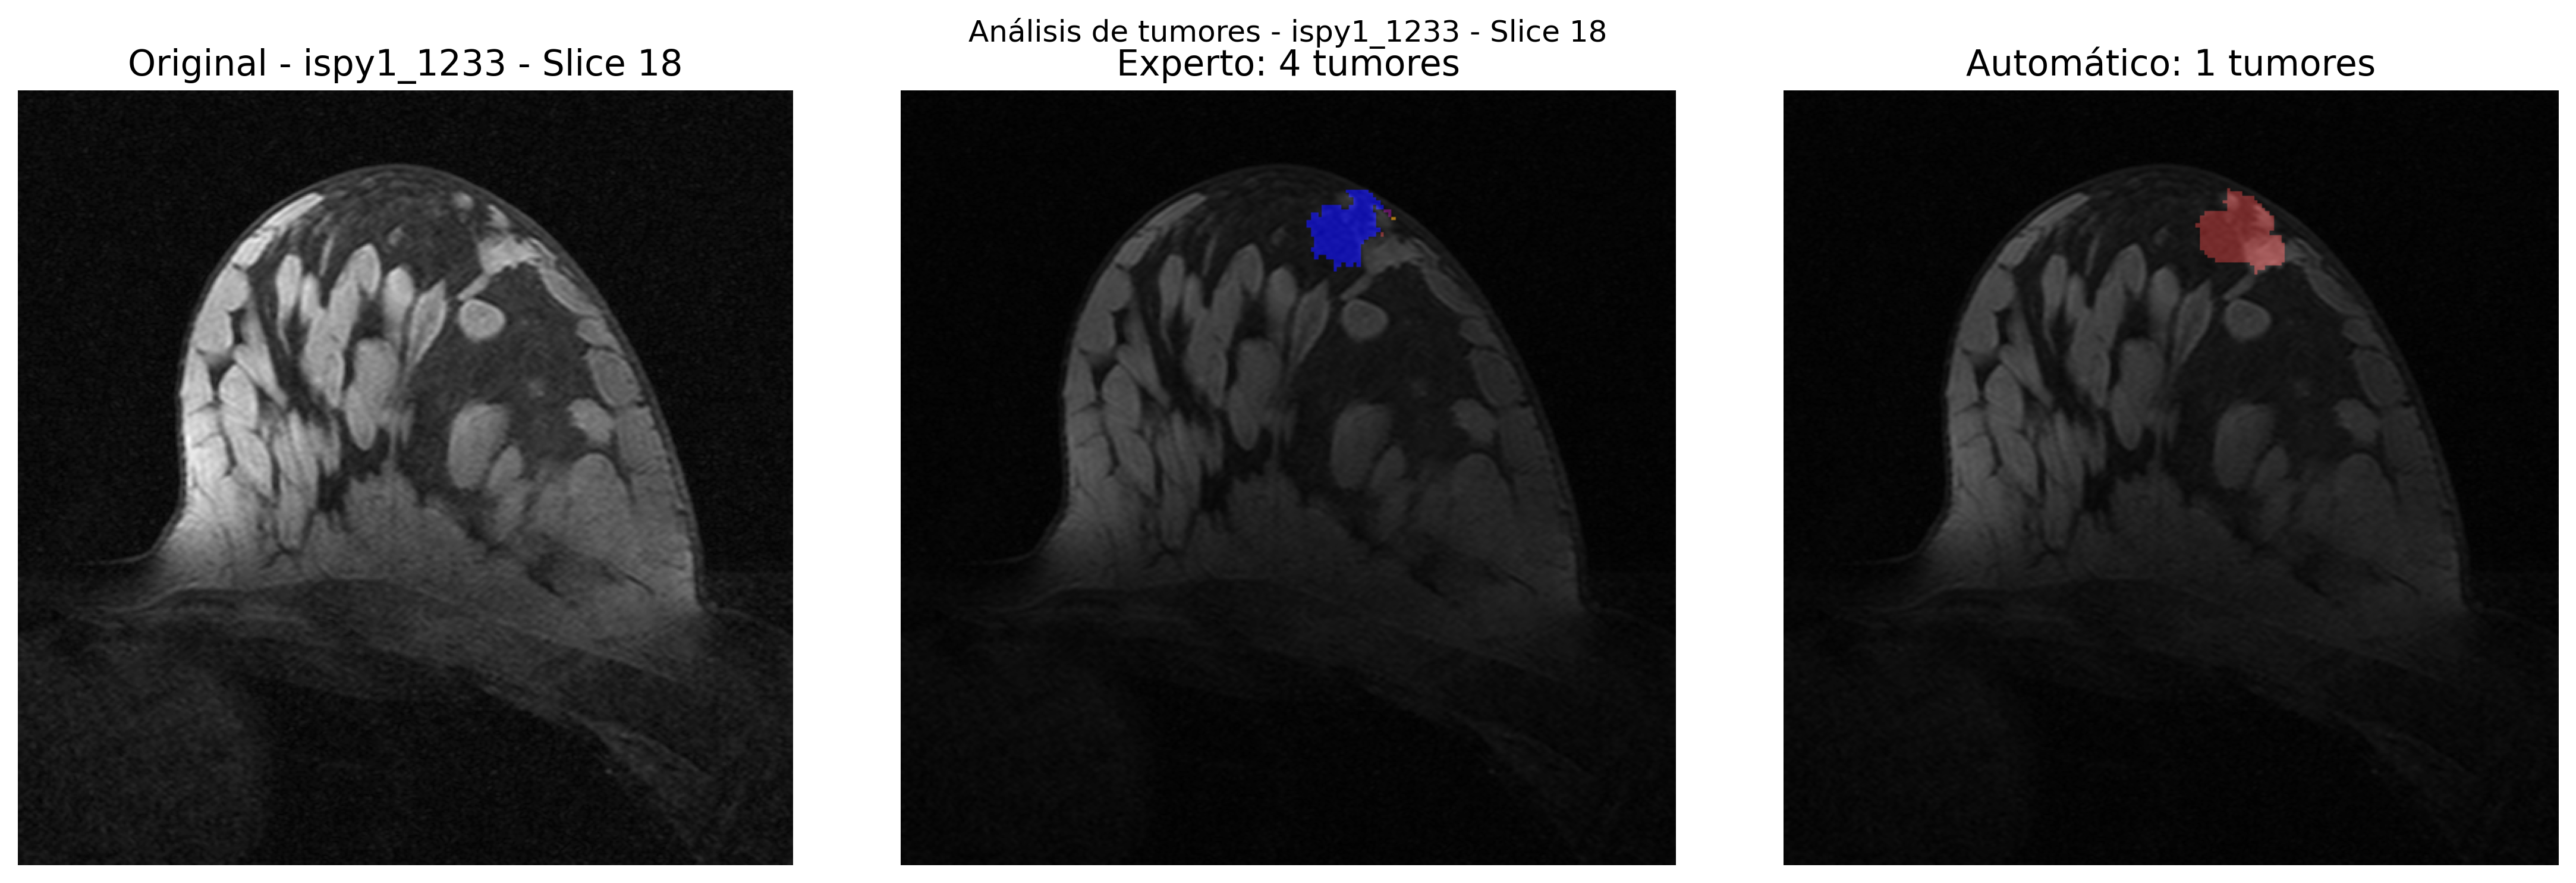 Análisis de tumores - ispy1_1233 - Slice 18
Original - ispy1_1233 - Slice 18
Experto: 4 tumores
Automático: 1 tumores